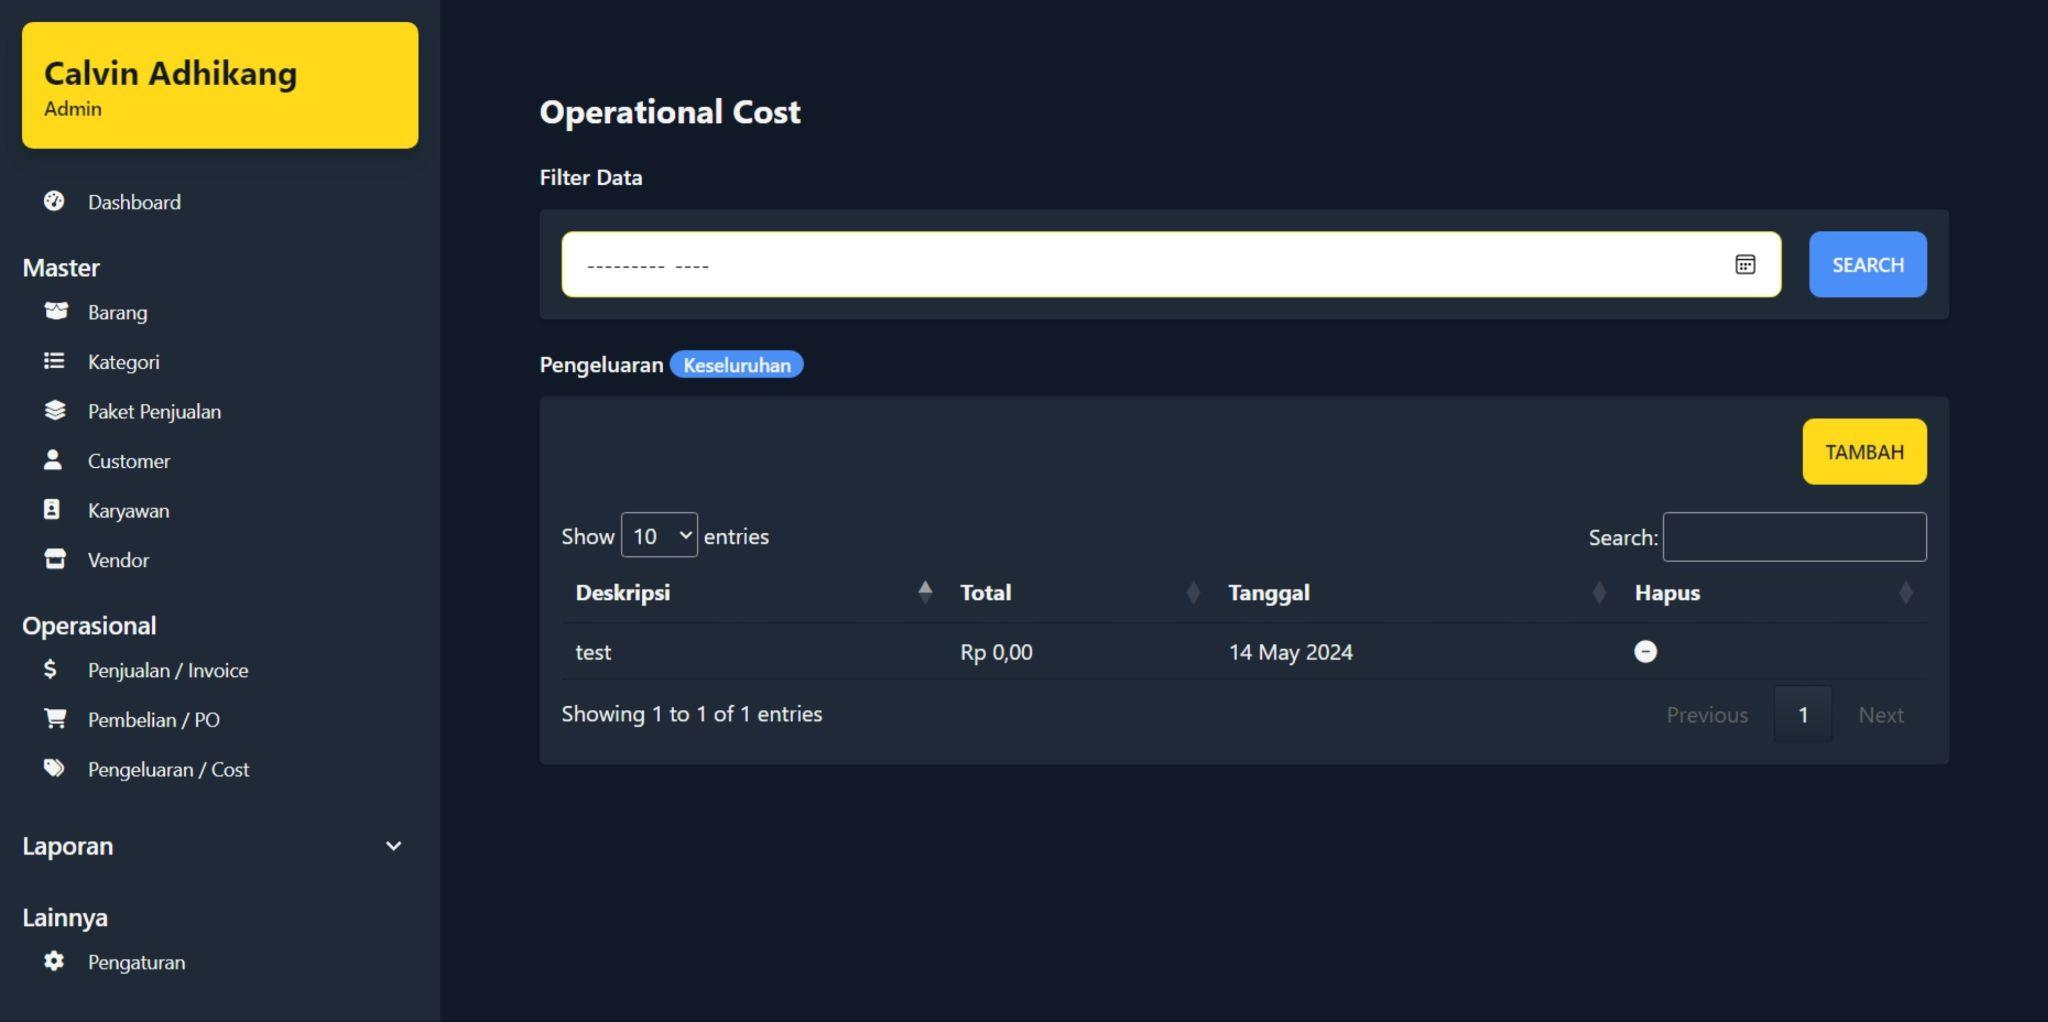 Calvin Adhikang
Admin
Dashboard
Master
Barang
Kategori
Paket Penjualan
Customer
Karyawan
Vendor
Operasional
Penjualan / Invoice
Pembelian / PO
Pengeluaran / Cost
Laporan
Lainnya
Pengaturan
Operational Cost
Filter Data
--------- ----
SEARCH
Pengeluaran Keseluruhan
TAMBAH
Show 10 entries
Search:
Deskripsi Total Tanggal Hapus
test Rp 0,00 14 May 2024
Showing 1 to 1 of 1 entries
Previous 1 Next